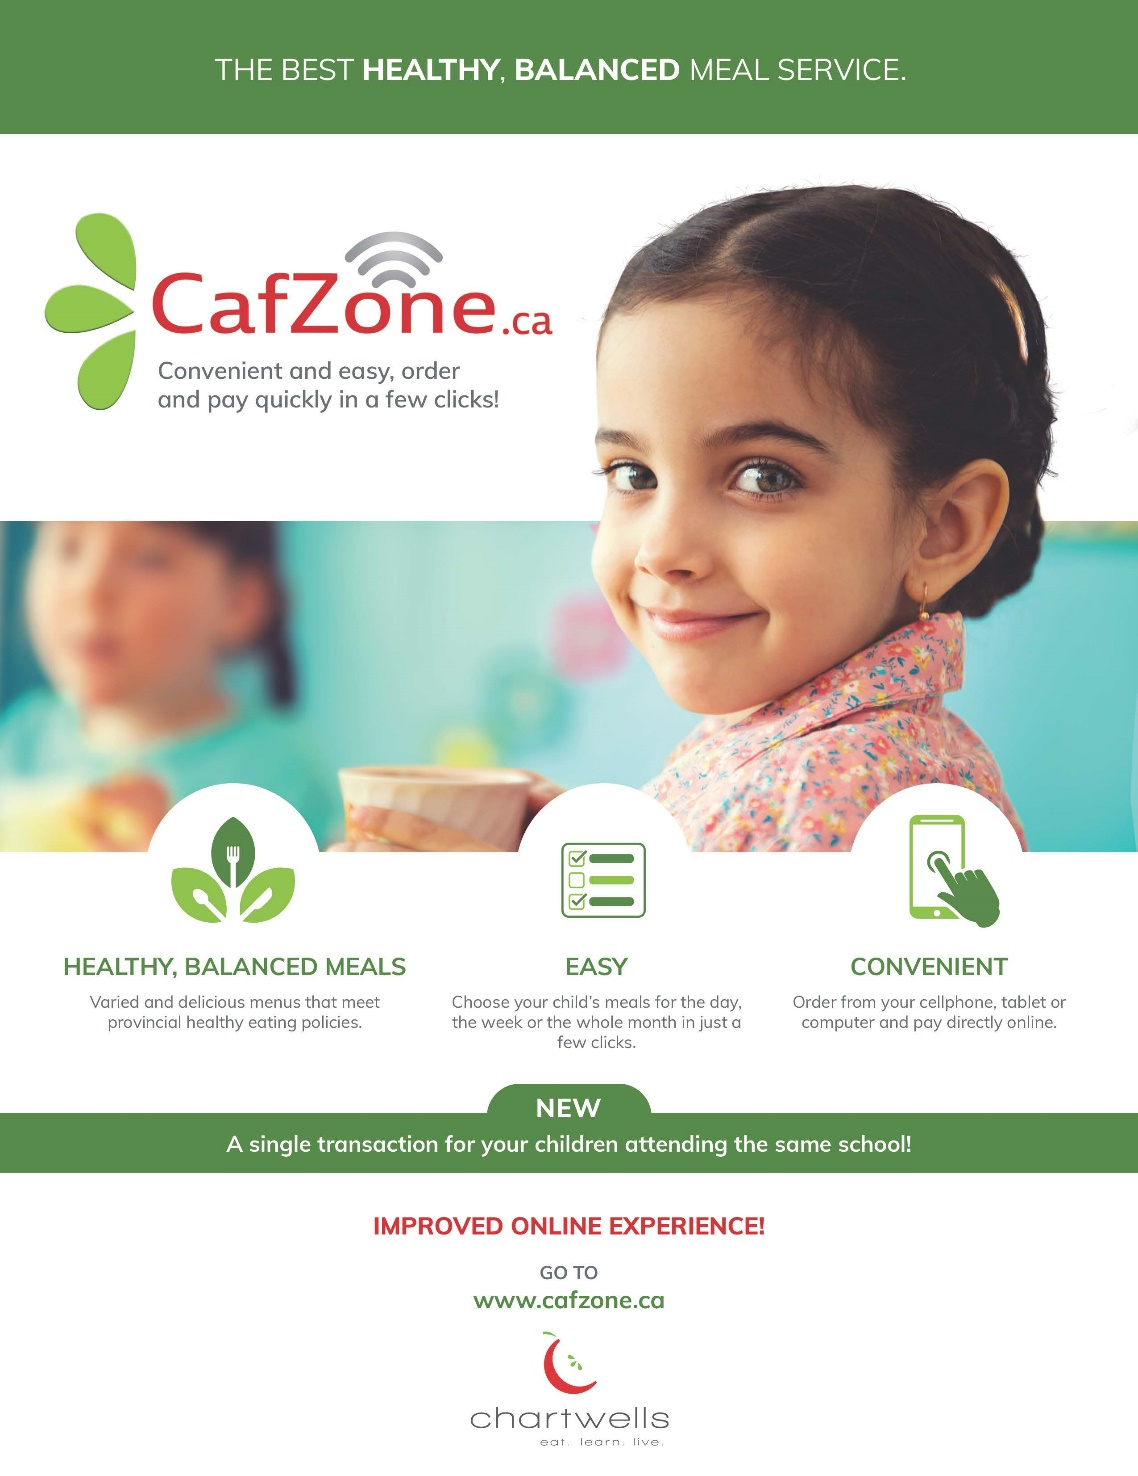 THE BEST HEALTHY, BALANCED MEAL SERVICE.
CafZone.ca
Convenient and easy, order
and pay quickly in a few clicks!
HEALTHY, BALANCED MEALS
Varied and delicious menus that meet
provincial healthy eating policies.
EASY
Choose your child's meals for the day,
the week or the whole month in just a
few clicks.
CONVENIENT
Order from your cellphone, tablet or
computer and pay directly online.
NEW
A single transaction for your children attending the same school!
IMPROVED ONLINE EXPERIENCE!
GO TO
www.cafzone.ca
chartwells
eat. learn. live.